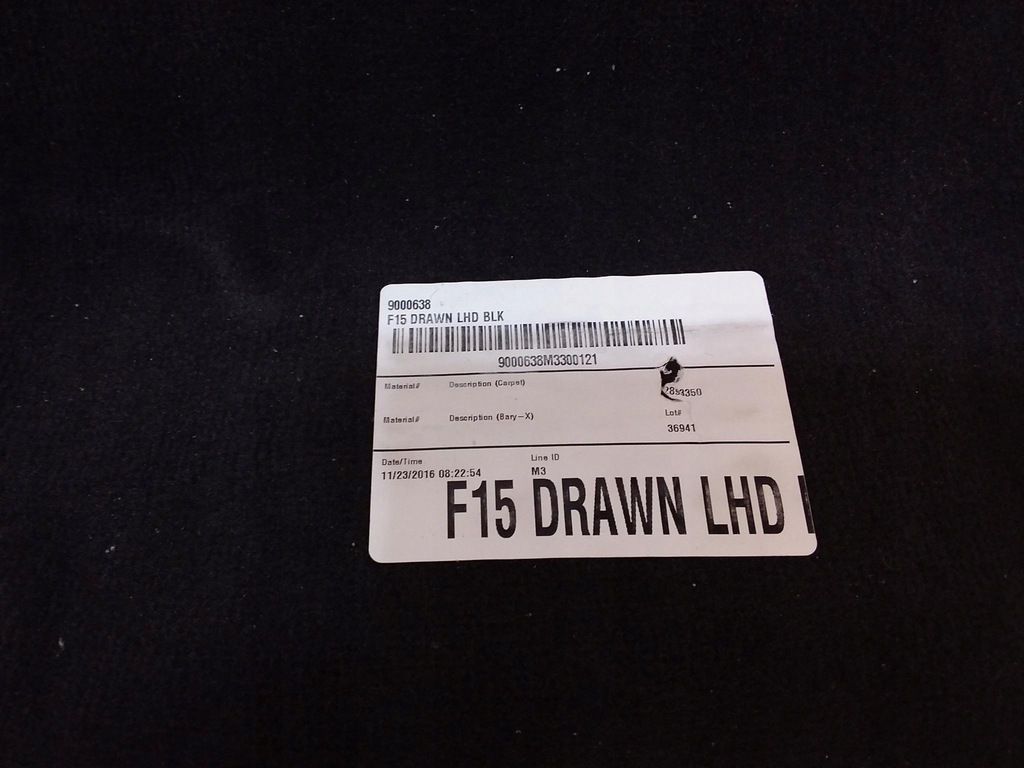 9000638
F15 DRAWN LHD BLK
9000638M3300121
Material# Description (Carpet)
Material# Description (Bary-X) Lot#
36941
Date/Time Line ID
11/23/2016 08:22:54 M3
F15 DRAWN LHD